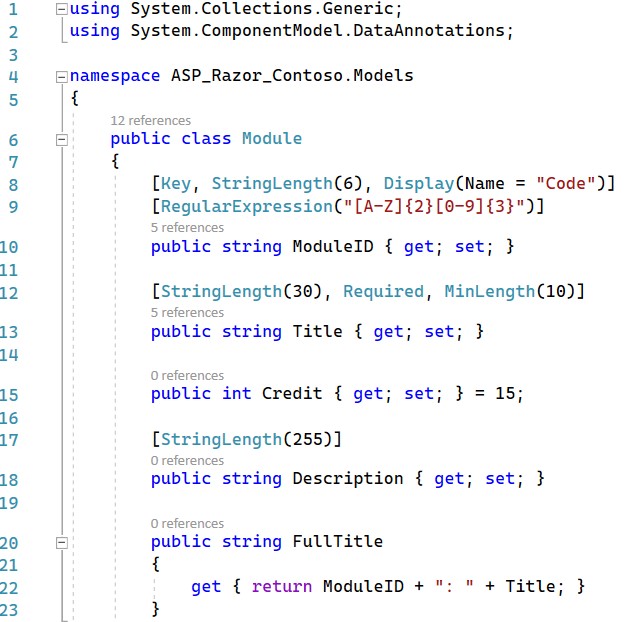 1 using System.Collections.Generic;
2 using System.ComponentModel.DataAnnotations;
3
4 namespace ASP_Razor_Contoso.Models
5 {
12 references
6 public class Module
7 {
8 [Key, StringLength(6), Display(Name = "Code")]
9 [RegularExpression("[A-Z]{2}[0-9]{3}")]
5 references
10 public string ModuleID { get; set; }
11
12 [StringLength(30), Required, MinLength(10)]
5 references
13 public string Title { get; set; }
14
0 references
15 public int Credit { get; set; } = 15;
16
17 [StringLength(255)]
0 references
18 public string Description { get; set; }
19
0 references
20 public string FullTitle
21 {
22 get { return ModuleID + ": " + Title; }
23 }